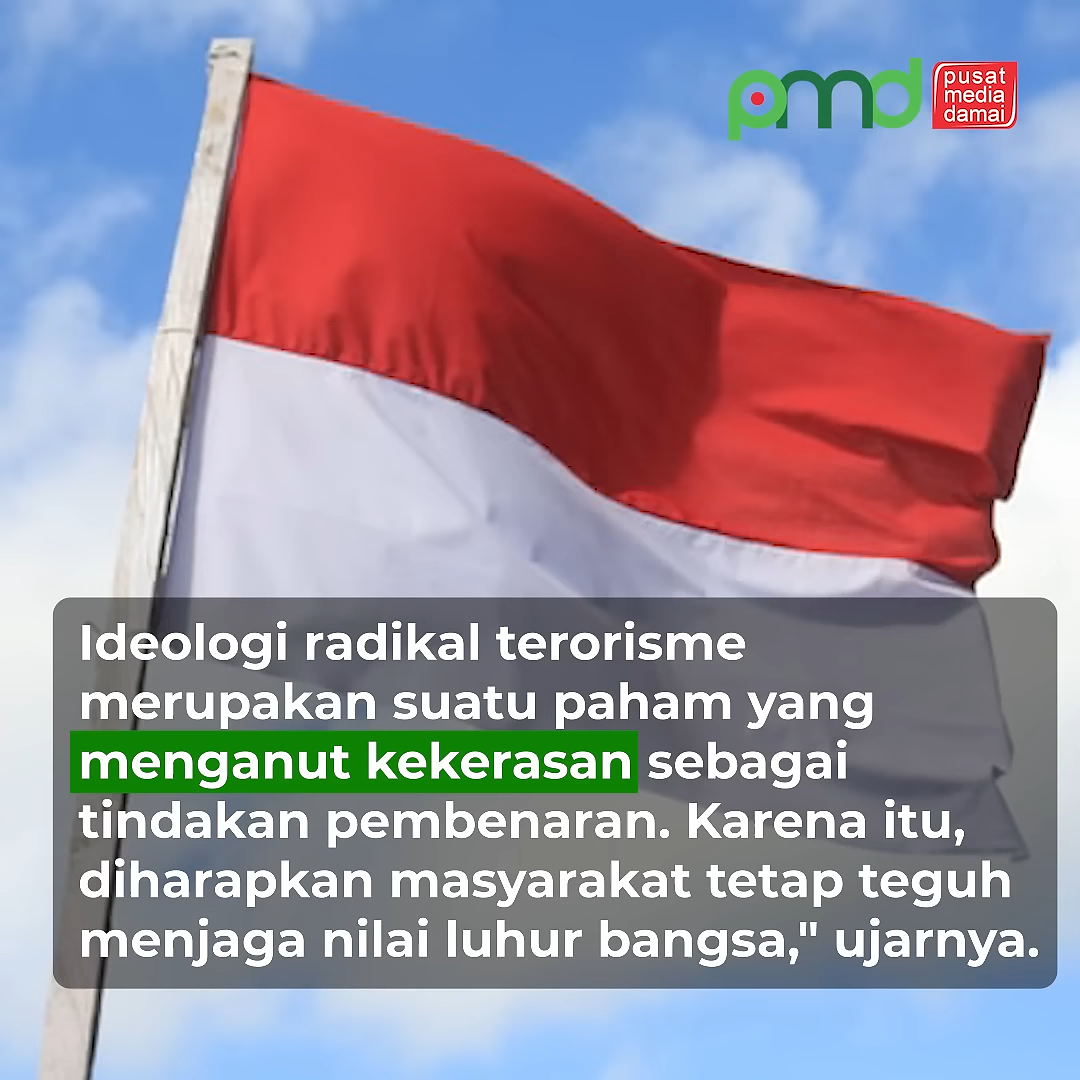 pmd
pusat
media
damai
Ideologi radikal terorisme
merupakan suatu paham yang
menganut kekerasan sebagai
tindakan pembenaran. Karena itu,
diharapkan masyarakat tetap teguh
menjaga nilai luhur bangsa," ujarnya.